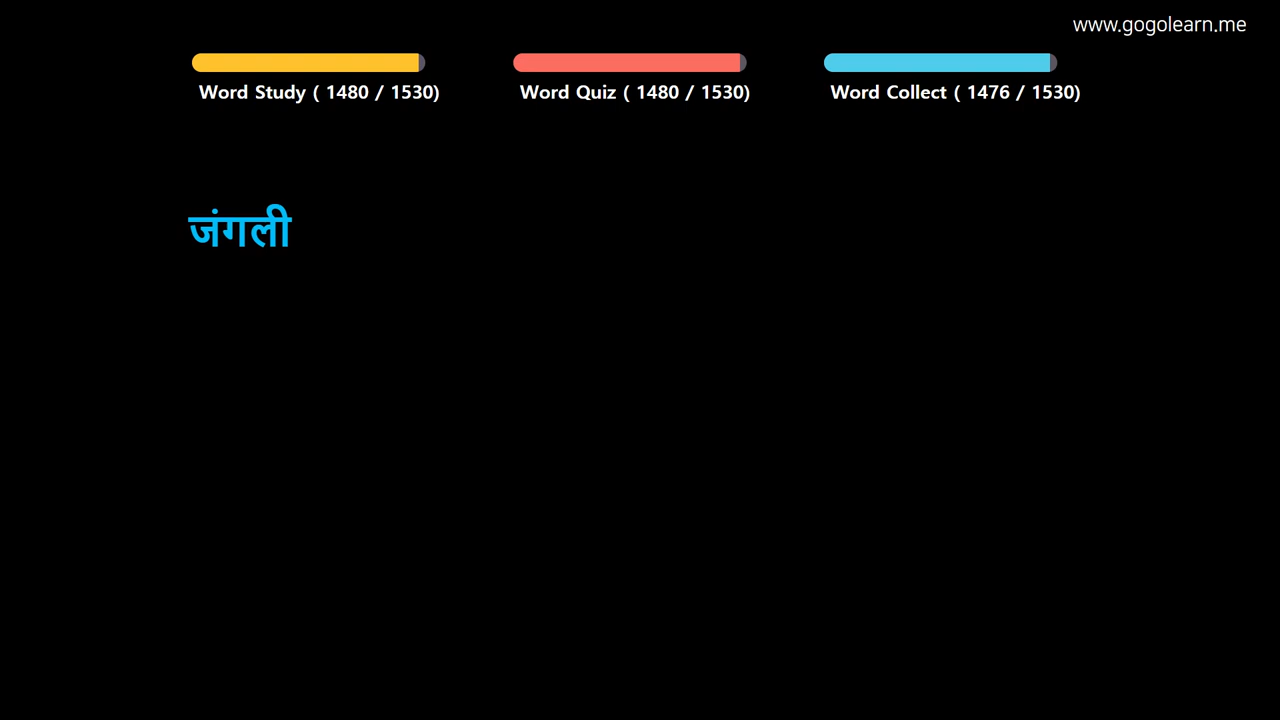 www.gogolearn.me
Word Study ( 1480 / 1530)
Word Quiz ( 1480 / 1530)
Word Collect ( 1476 / 1530)
जंगली